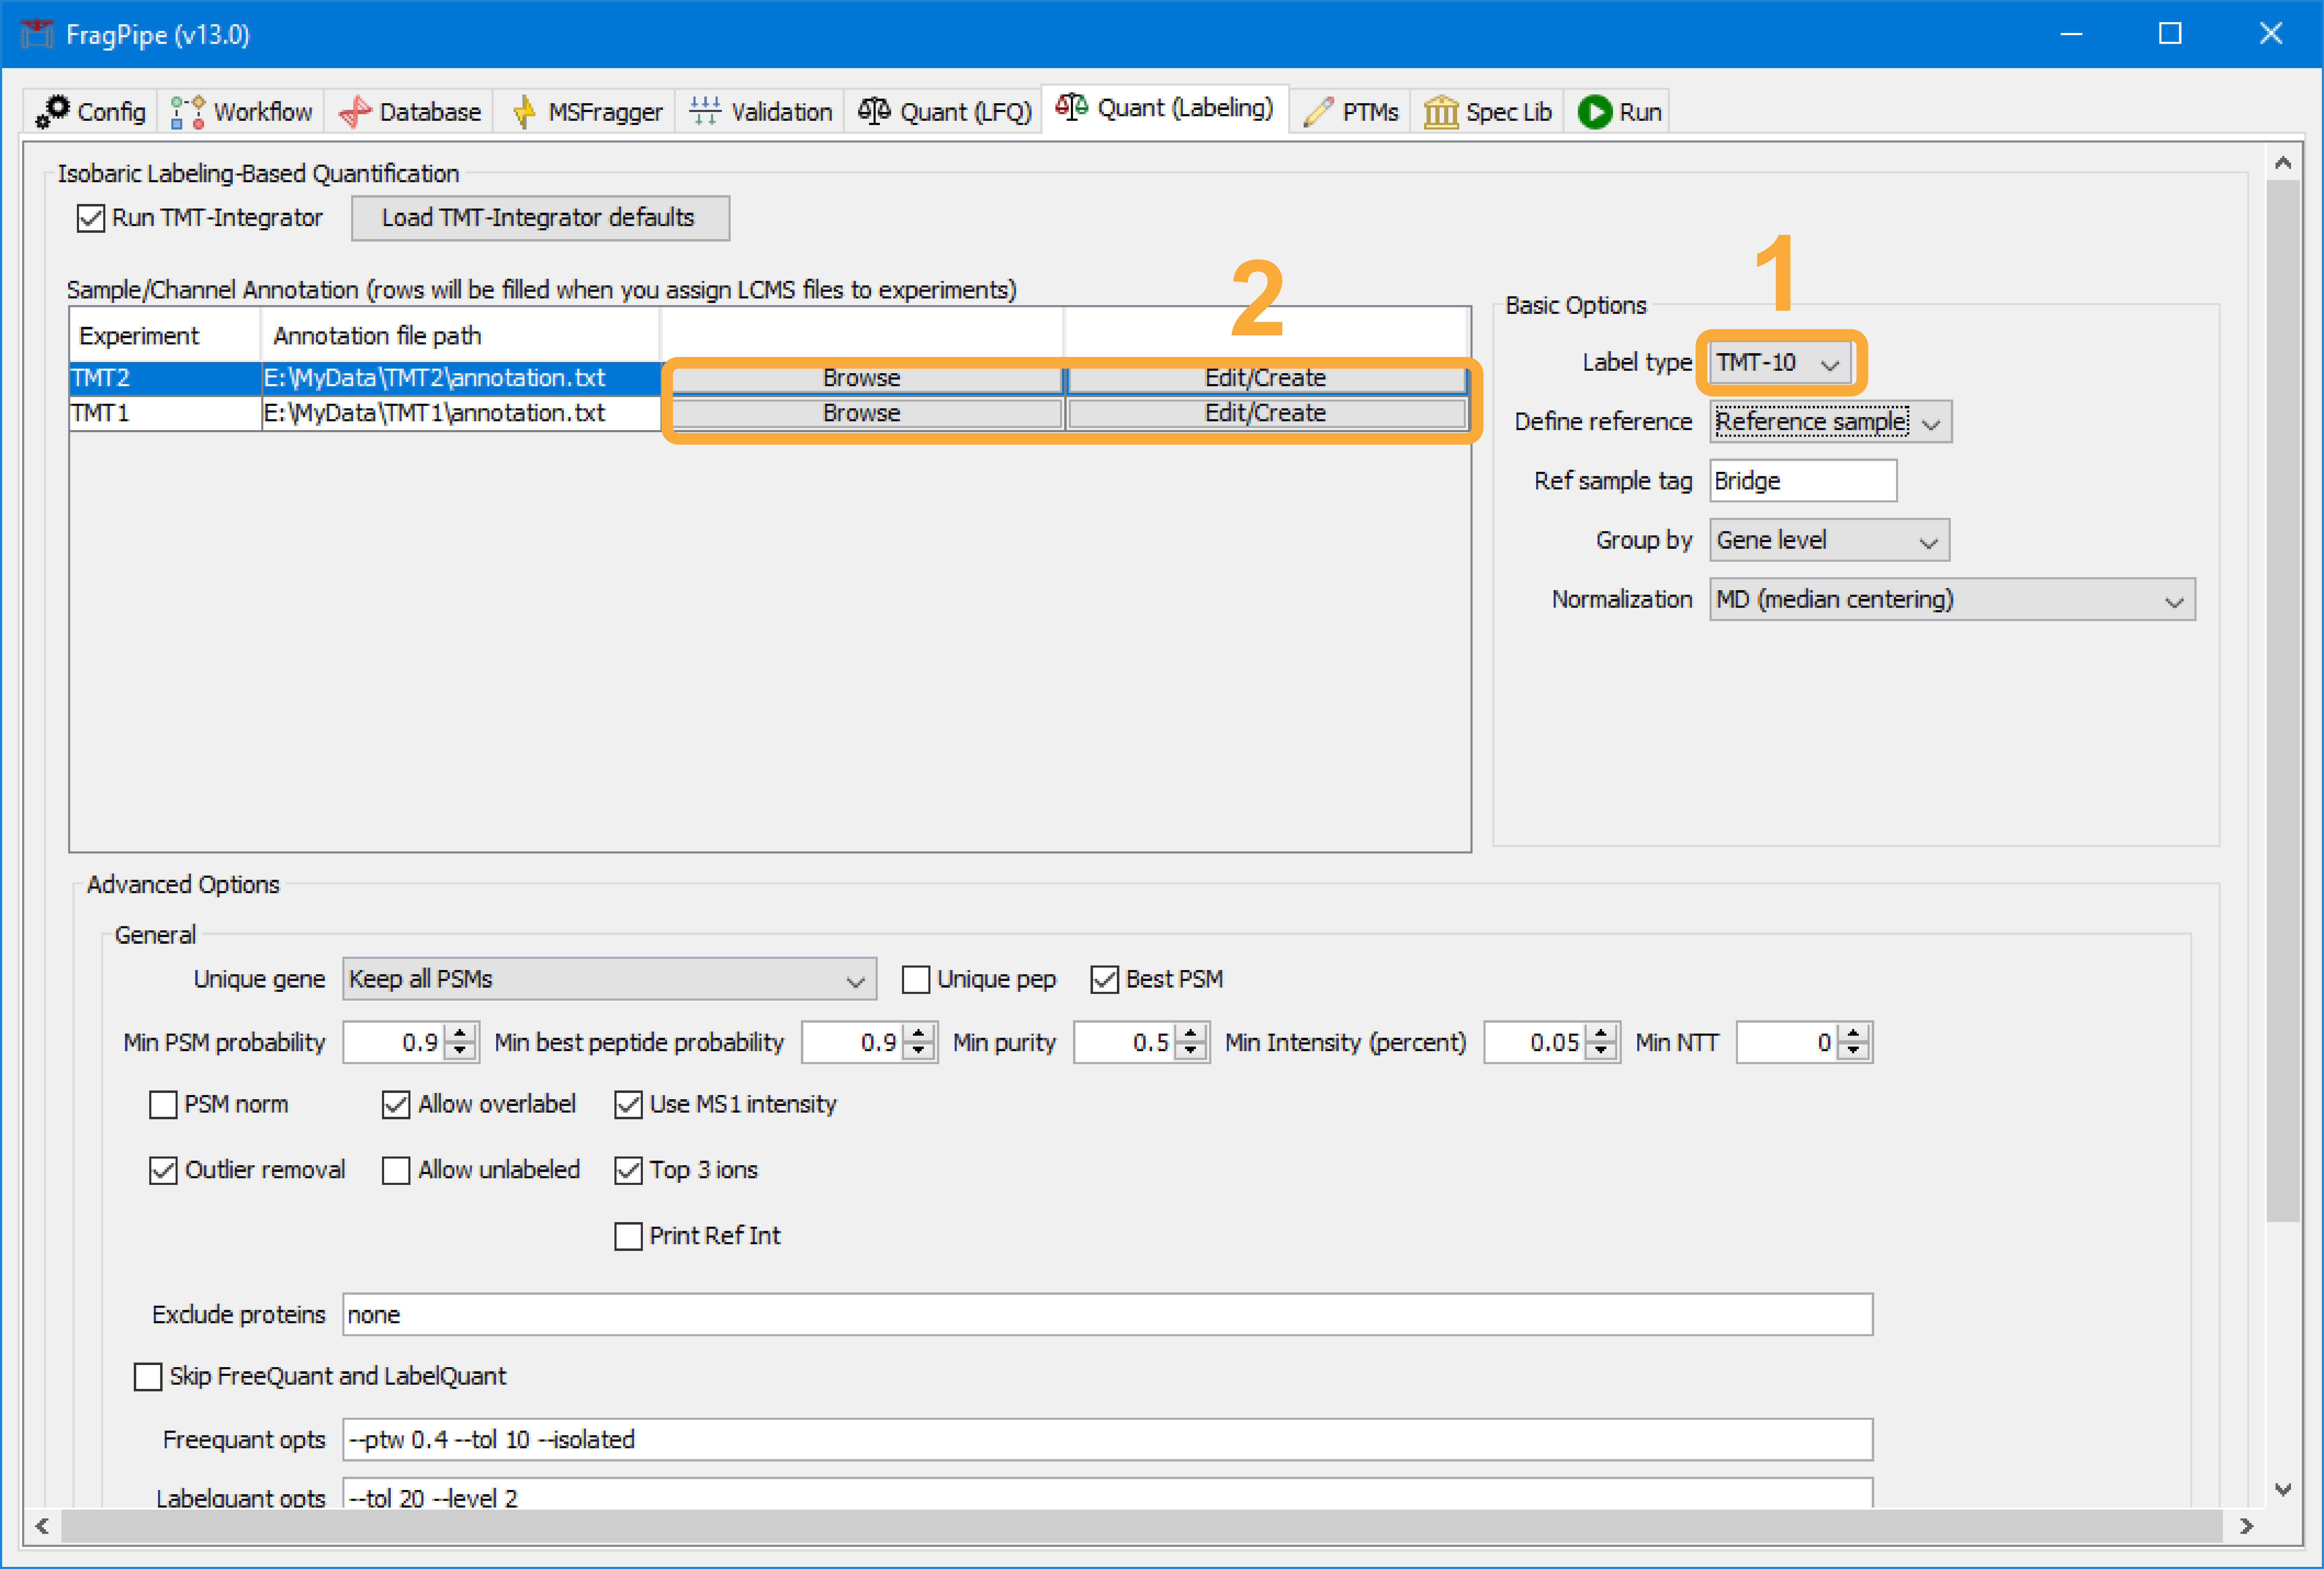 FragPipe (v13.0)
Config Workflow Database MSFragger Validation Quant (LFQ) Quant (Labeling) PTMs Spec Lib Run
Isobaric Labeling-Based Quantification
Run TMT-Integrator Load TMT-Integrator defaults
Sample/Channel Annotation (rows will be filled when you assign LCMS files to experiments)
2
1
Experiment Annotation file path
TMT2 E:\MyData\TMT2\annotation.txt Browse Edit/Create
TMT1 E:\MyData\TMT1\annotation.txt Browse Edit/Create
Basic Options
Label type TMT-10
Define reference Reference sample
Ref sample tag Bridge
Group by Gene level
Normalization MD (median centering)
Advanced Options
General
Unique gene Keep all PSMs Unique pep Best PSM
Min PSM probability 0.9 Min best peptide probability 0.9 Min purity 0.5 Min Intensity (percent) 0.05 Min NTT 0
PSM norm Allow overlabel Use MS1 intensity
Outlier removal Allow unlabeled Top 3 ions
Print Ref Int
Exclude proteins none
Skip FreeQuant and LabelQuant
Freequant opts --ptw 0.4 --tol 10 --isolated
Labelquant opts --tol 20 --level 2